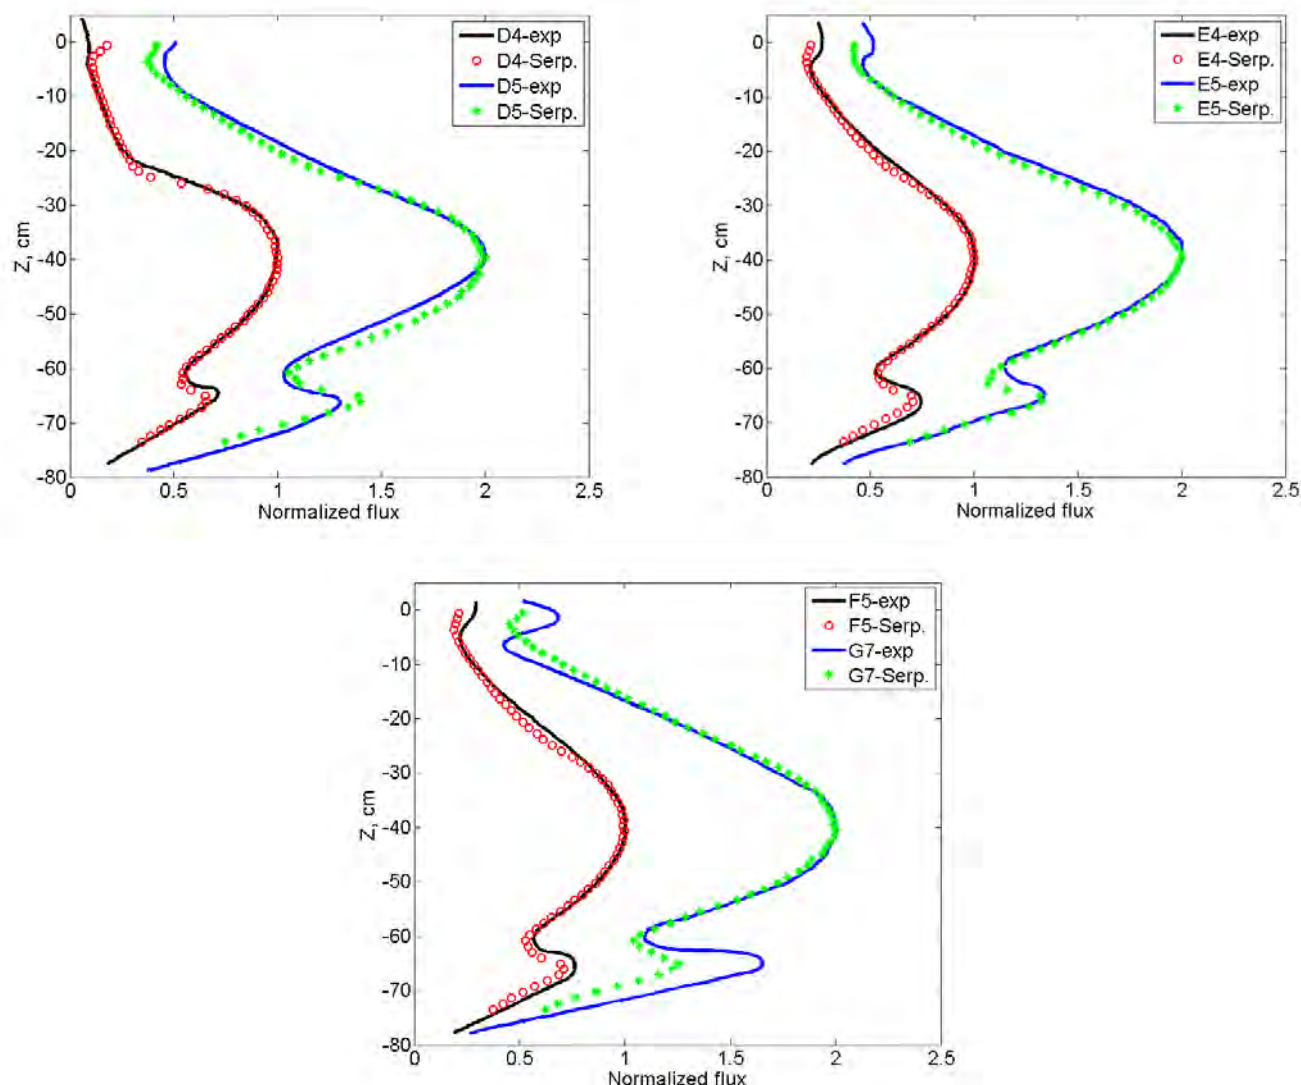 0
-10
-20
-30
-40
-50
-60
-70
-80
Z, cm
0 0.5 1 1.5 2 2.5
Normalized flux
D4-exp
D4-Serp.
D5-exp
D5-Serp.
0
-10
-20
-30
-40
-50
-60
-70
-80
Z, cm
0 0.5 1 1.5 2 2.5
Normalized flux
E4-exp
E4-Serp.
E5-exp
E5-Serp.
0
-10
-20
-30
-40
-50
-60
-70
-80
Z, cm
0 0.5 1 1.5 2 2.5
Normalized flux
F5-exp
F5-Serp.
G7-exp
G7-Serp.